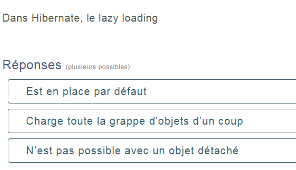 Dans Hibernate, le lazy loading
Réponses (plusieurs possibles)
Est en place par défaut
Charge toute la grappe d'objets d'un coup
N'est pas possible avec un objet détaché